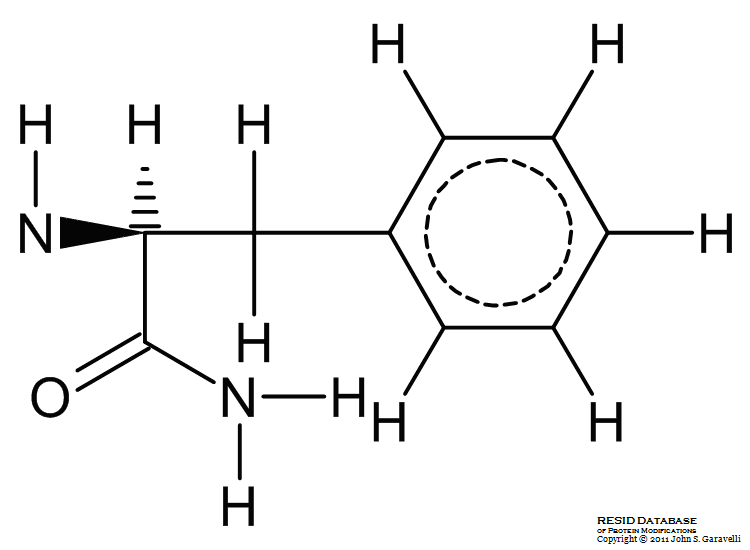 H H
H H H
N H
H
O N H H H
H
RESID DATABASE
OF PROTEIN MODIFICATIONS
Copyright © 2011 John S. Garavelli